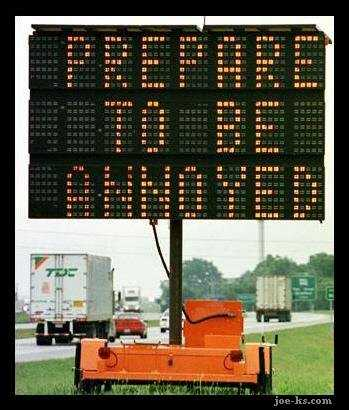 PREPARE
TO BE
ANNOYED
TDC
joe-ks.com